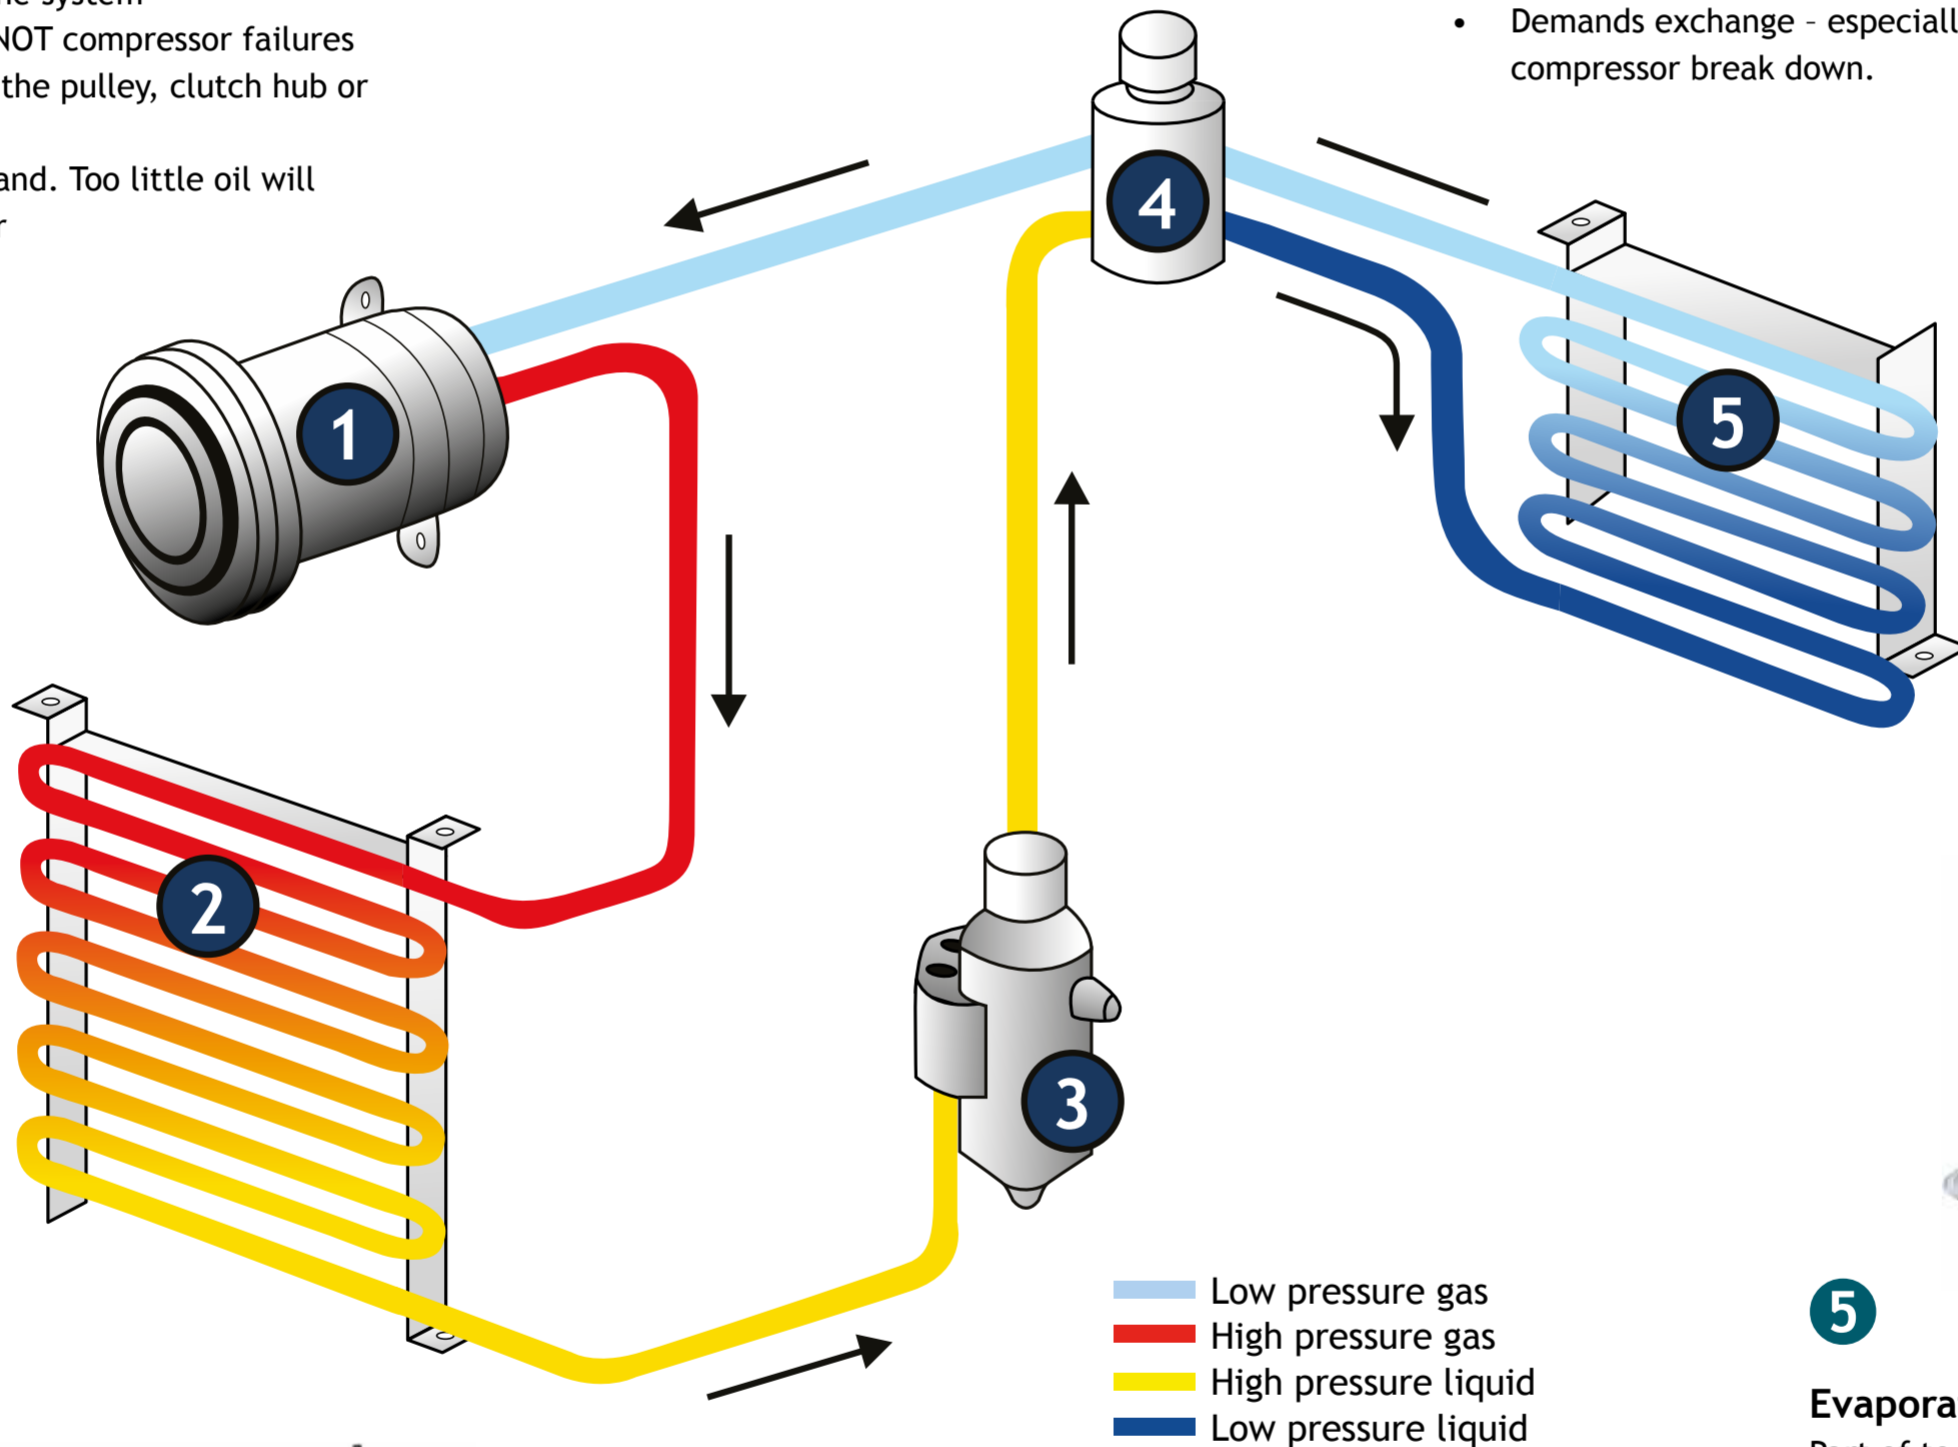 the system
NOT compressor failures
the pulley, clutch hub or
and. Too little oil will
• Demands exchange – especiall
compressor break down.
4
1
5
2
3
Low pressure gas
High pressure gas
High pressure liquid
Low pressure liquid
5
Evapora